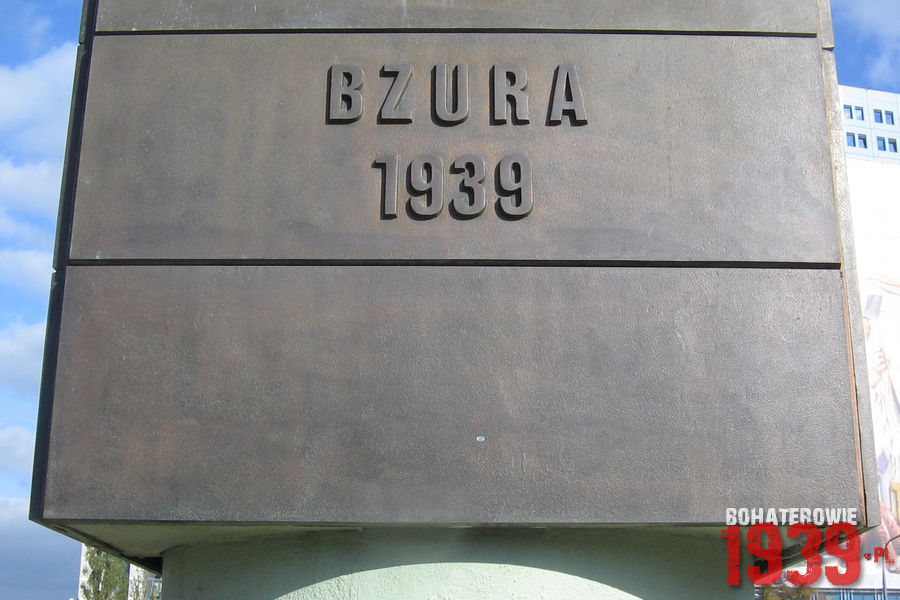 BZURA
1939
BOHATEROWIE
1939.PL